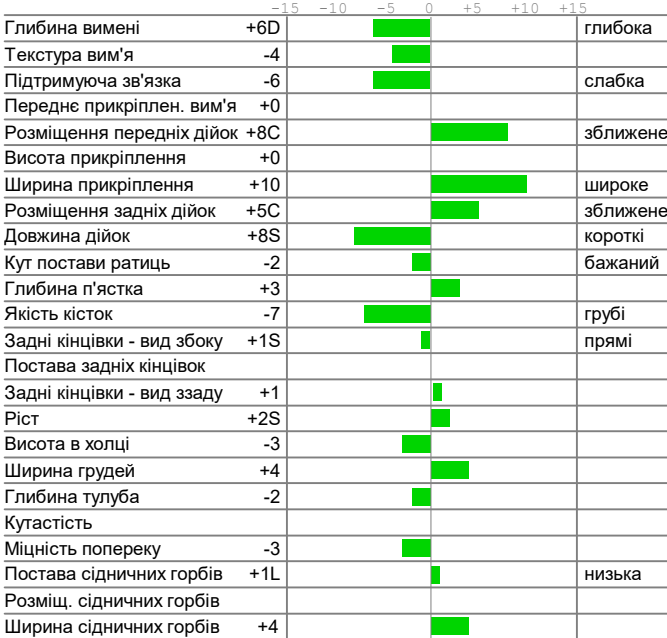 -15 -10 -5 0 +5 +10 +15
Глибина вимені +6D глибока
Текстура вим'я -4
Підтримуюча зв'язка -6 слабка
Переднє прикріплен. вим'я +0
Розміщення передніх дійок +8C зближене
Висота прикріплення +0
Ширина прикріплення +10 широке
Розміщення задніх дійок +5C зближене
Довжина дійок +8S короткі
Кут постави ратиць -2 бажаний
Глибина п'ястка +3
Якість кісток -7 грубі
Задні кінцівки - вид збоку +1S прямі
Постава задніх кінцівок
Задні кінцівки - вид ззаду +1
Ріст +2S
Висота в холці -3
Ширина грудей +4
Глибина тулуба -2
Кутастість
Міцність попереку -3
Постава сідничних горбів +1L низька
Розміщ. сідничних горбів
Ширина сідничних горбів +4